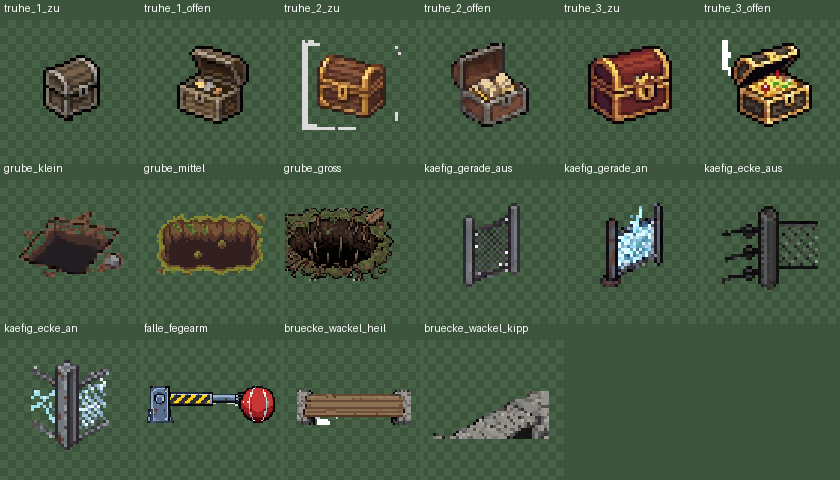 truhe_1_zu
truhe_1_offen
truhe_2_zu
truhe_2_offen
truhe_3_zu
truhe_3_offen
grube_klein
grube_mittel
grube_gross
kaefig_gerade_aus
kaefig_gerade_an
kaefig_ecke_aus
kaefig_ecke_an
falle_fegearm
bruecke_wackel_heil
bruecke_wackel_kipp